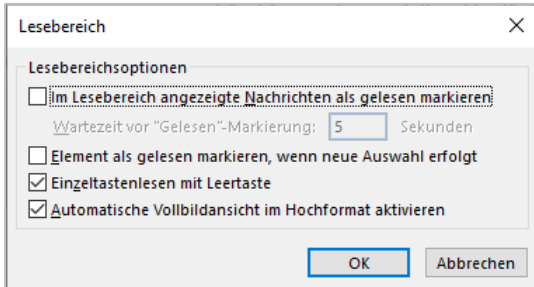 Lesebereich
Lesebereichsoptionen
Im Lesebereich angezeigte Nachrichten als gelesen markieren
Wartezeit vor "Gelesen"-Markierung: 5 Sekunden
Element als gelesen markieren, wenn neue Auswahl erfolgt
Einzeltastenlesen mit Leertaste
Automatische Vollbildansicht im Hochformat aktivieren
OK Abbrechen